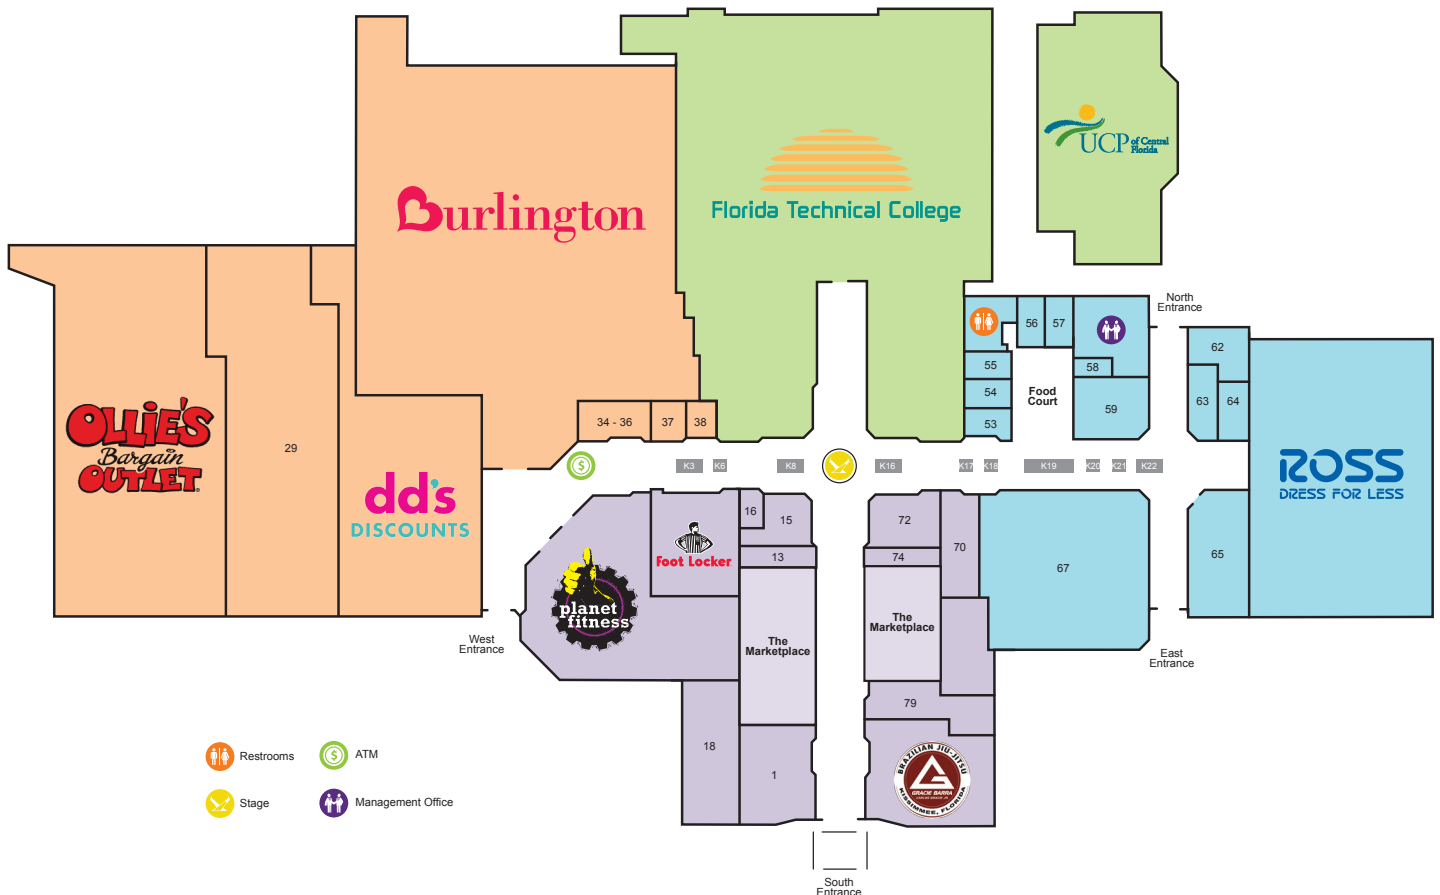 UCP of Central
Florida
Burlington
Florida Technical College
North
Entrance
56
57
62
55
58
54
Food
Court
63
64
59
53
OLLIE'S
Bargain
OUTLET
29
34 - 36
37
38
dd's
DISCOUNTS
$
K3
K6
K8
K16
K17
K18
K19
K20
K21
K22
ROSS
DRESS FOR LESS
16
15
72
70
Foot Locker
13
74
67
65
planet
fitness
The
Marketplace
The
Marketplace
West
Entrance
East
Entrance
79
18
1
BRAZILIAN JIU-JITSU
GRACIE BARRA
CARLOS GRACIE JR
KISSIMMEE, FLORIDA
Restrooms
$
ATM
Stage
Management Office
South
Entrance